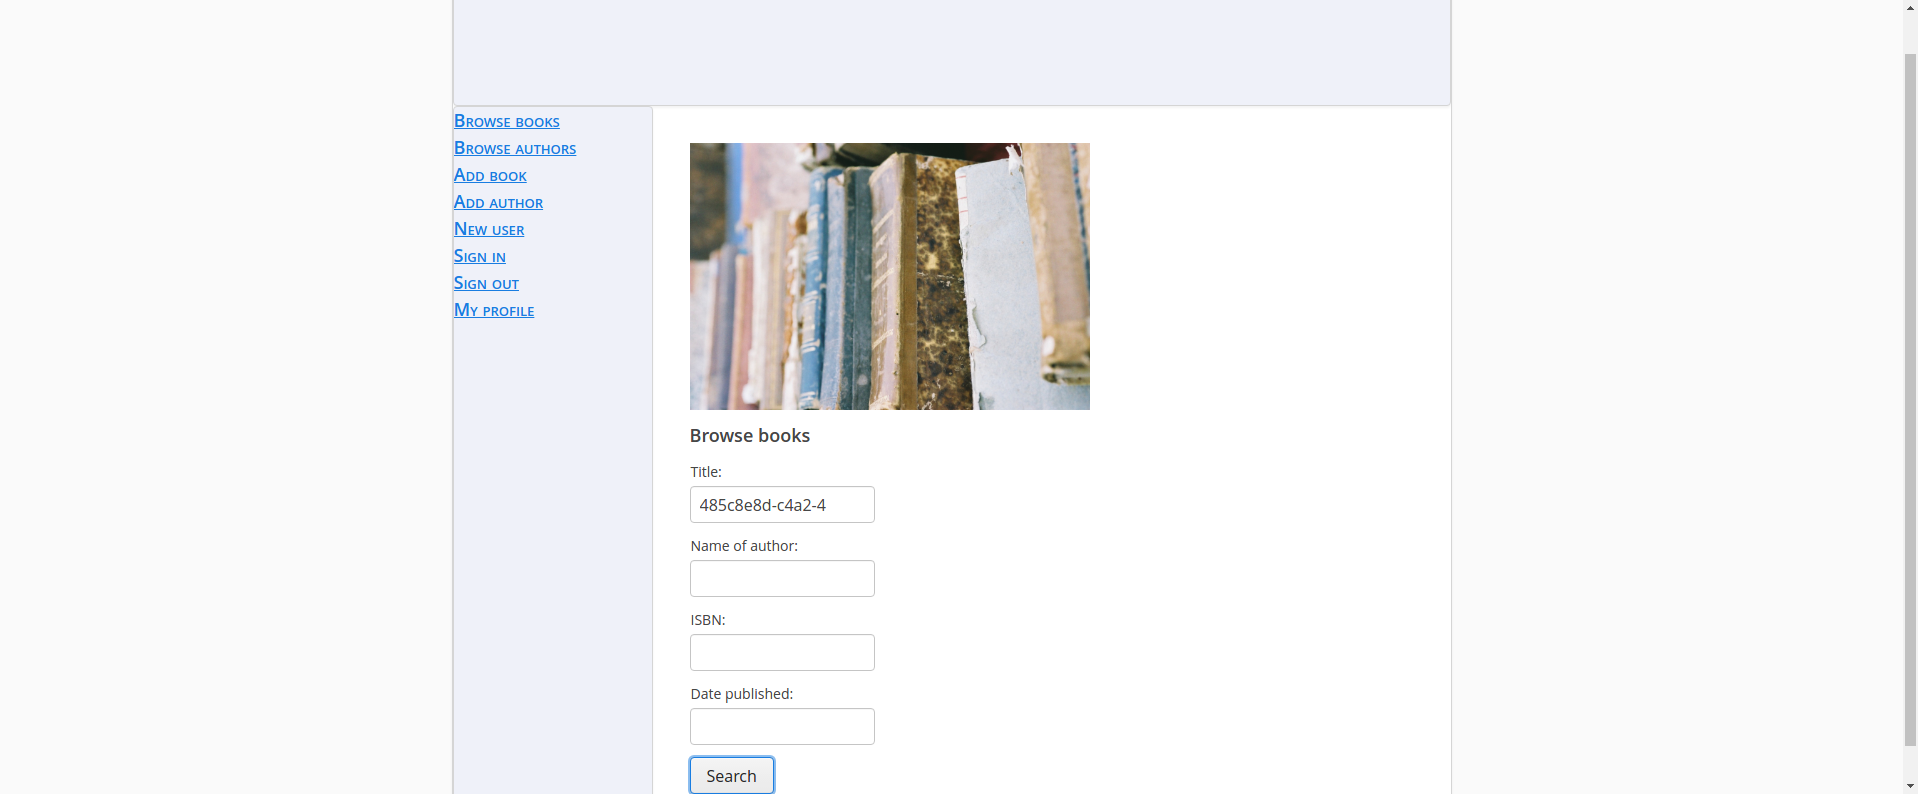 Browse books
Browse authors
Add book
Add author
New user
Sign in
Sign out
My profile
Browse books
Title:
485c8e8d-c4a2-4
Name of author:
ISBN:
Date published:
Search